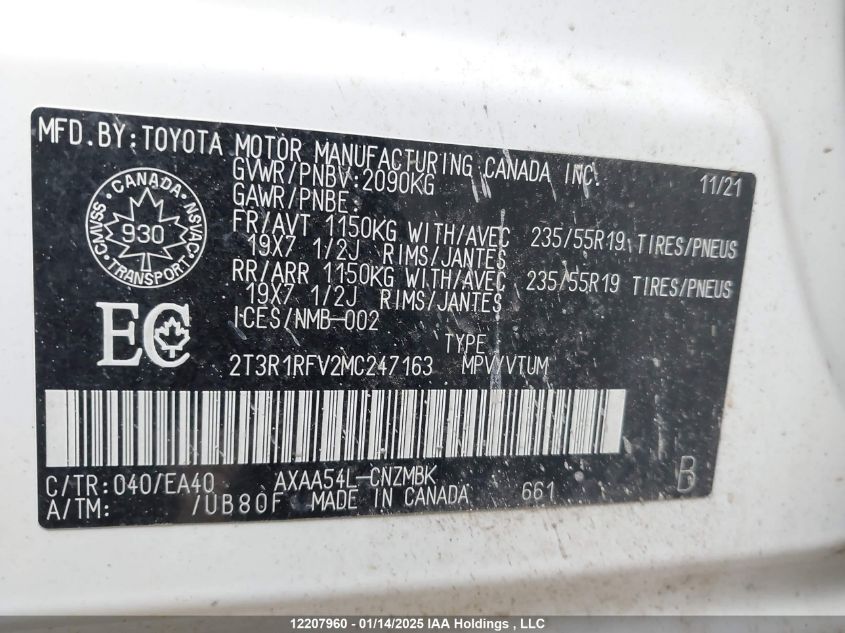 MFD.BY:TOYOTA MOTOR MANUFACTURING CANADA INC. 11/21
GVWR/PNBV:2090KG
GAWR/PNBE:
FR/AVT 1150KG WITH/AVEC 235/55R19 TIRES/PNEUS
19X7 1/2J RIMS/JANTES
RR/ARR 1150KG WITH/AVEC 235/55R19 TIRES/PNEUS
19X7 1/2J RIMS/JANTES
ICES/NMB-002
CANADA
CMVSS 930 NSVAC
TRANSPORT
EC
TYPE
2T3R1RFV2MC247163 MPVYVTUM
C/TR:040/EA40 AXAA54L-CNZMBK
A/TM: /UB80F MADE IN CANADA 661 B
12207960 - 01/14/2025 IAA Holdings , LLC